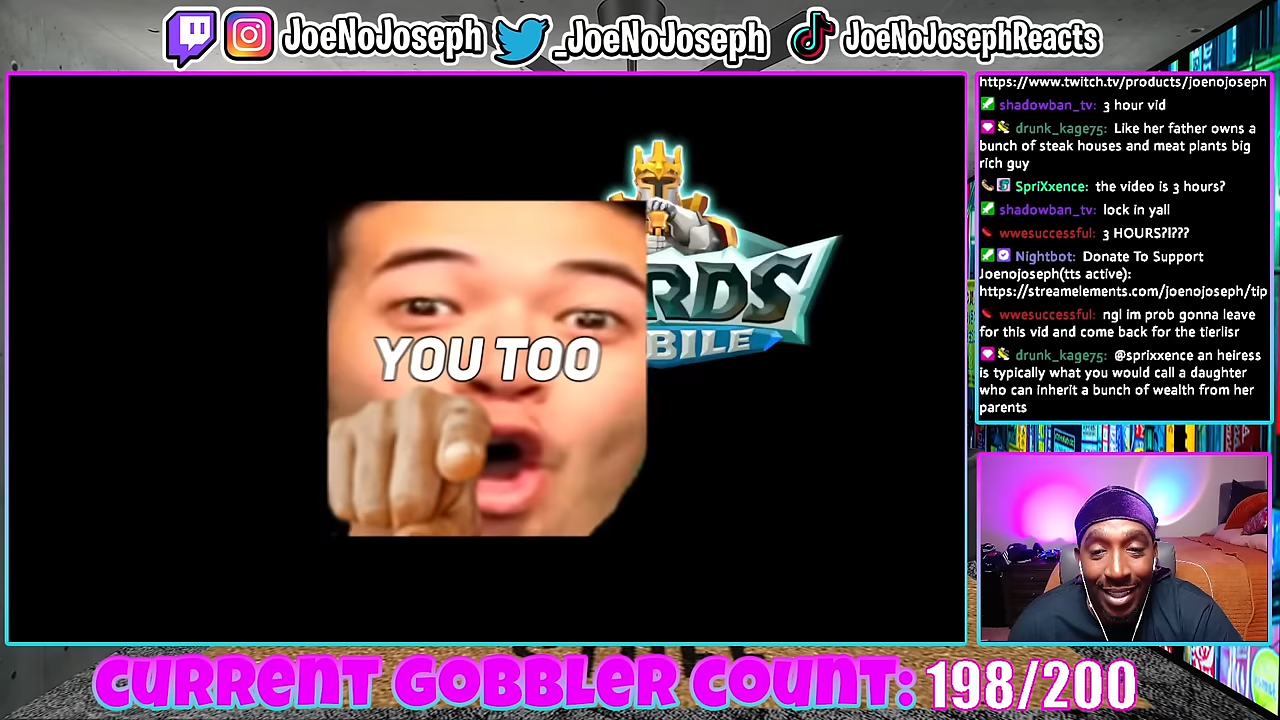 JoeNoJoseph _JoeNoJoseph JoeNoJosephReacts
https://www.twitch.tv/products/joenojoseph
shadowban_tv: 3 hour vid
drunk_kage75: Like her father owns a
bunch of steak houses and meat plants big
rich guy
SpriXxence: the video is 3 hours?
shadowban_tv: lock in yall
wwesuccessful: 3 HOURS?!???
Nightbot: Donate To Support
Joenojoseph(tts active):
https://streamelements.com/joenojoseph/tip
wwesuccessful: ngl im prob gonna leave
for this vid and come back for the tierlisr
drunk_kage75: @sprixxence an heiress
is typically what you would call a daughter
who can inherit a bunch of wealth from her
parents
RDS
BILE
YOU TOO
CURRENT GOBBLER COUNT: 198/200